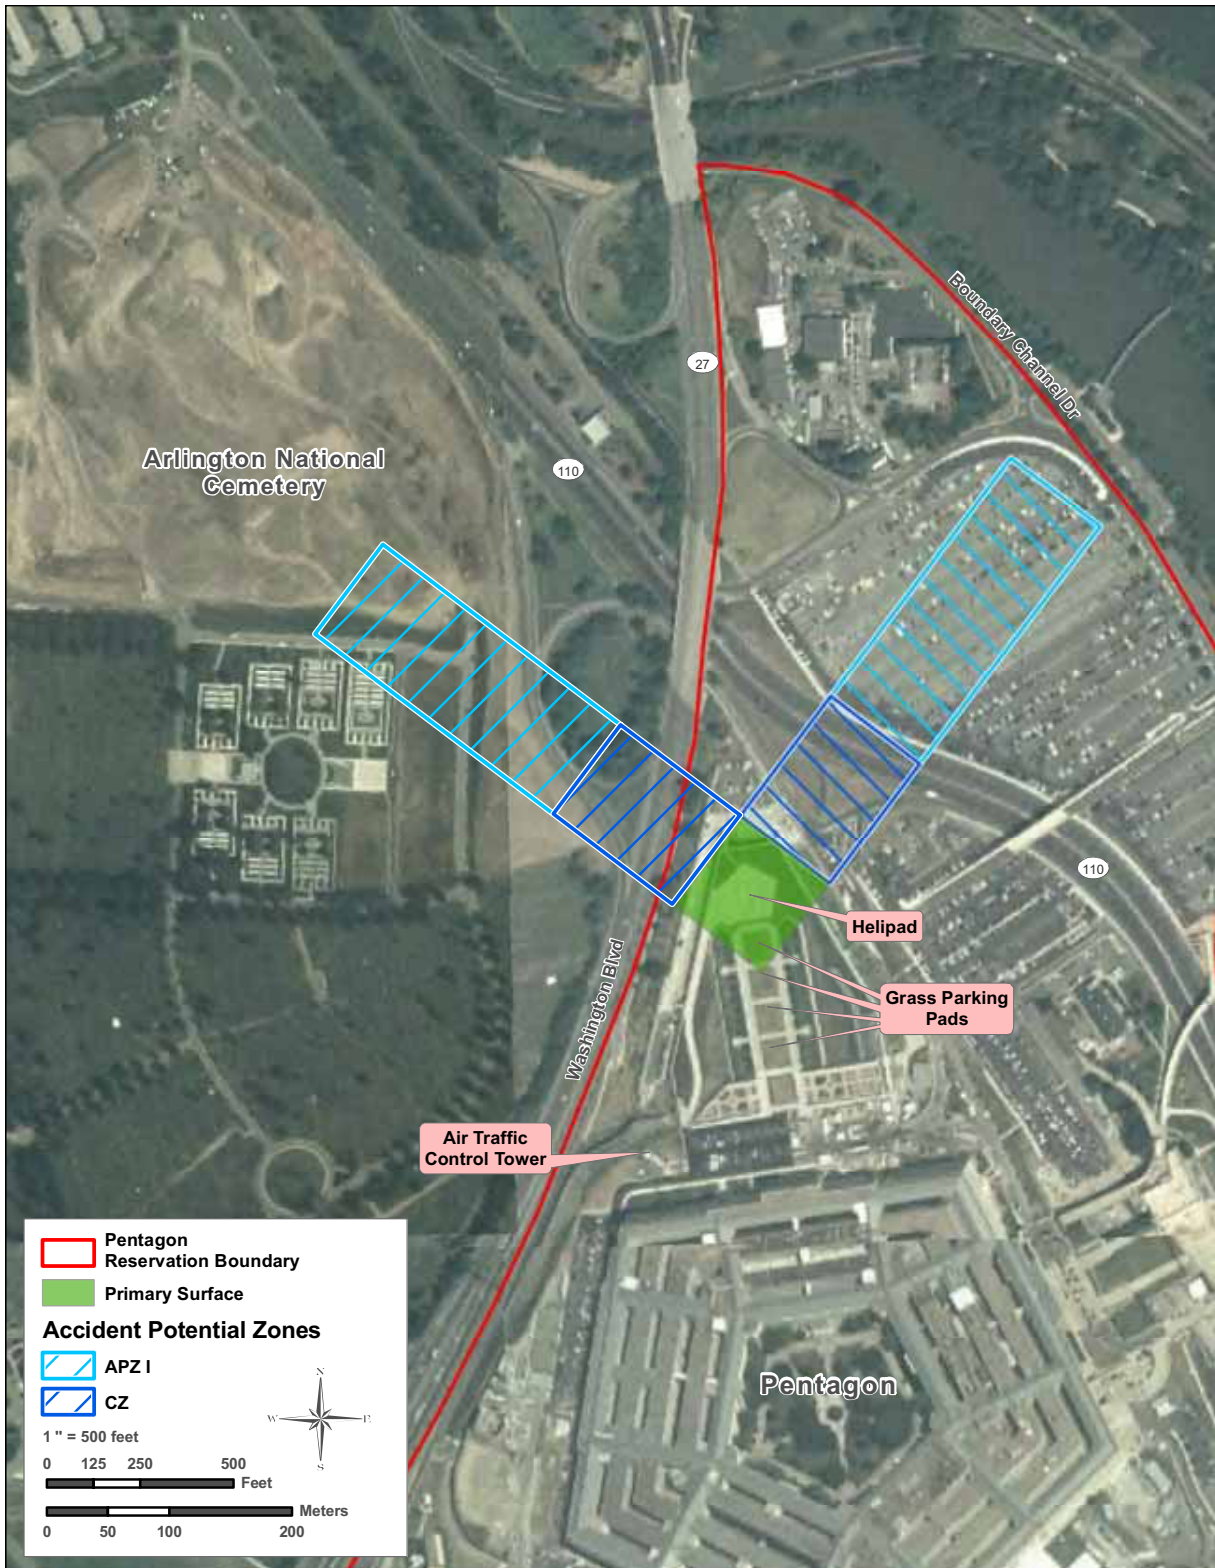 Boundary Channel Dr
27
110
Arlington National
Cemetery
110
Helipad
Grass Parking
Pads
Washington Blvd
Air Traffic
Control Tower
Pentagon
Pentagon
Reservation Boundary
Primary Surface
Accident Potential Zones
APZ I
CZ
N
W E
S
1 " = 500 feet
0 125 250 500
Feet
Meters
0 50 100 200